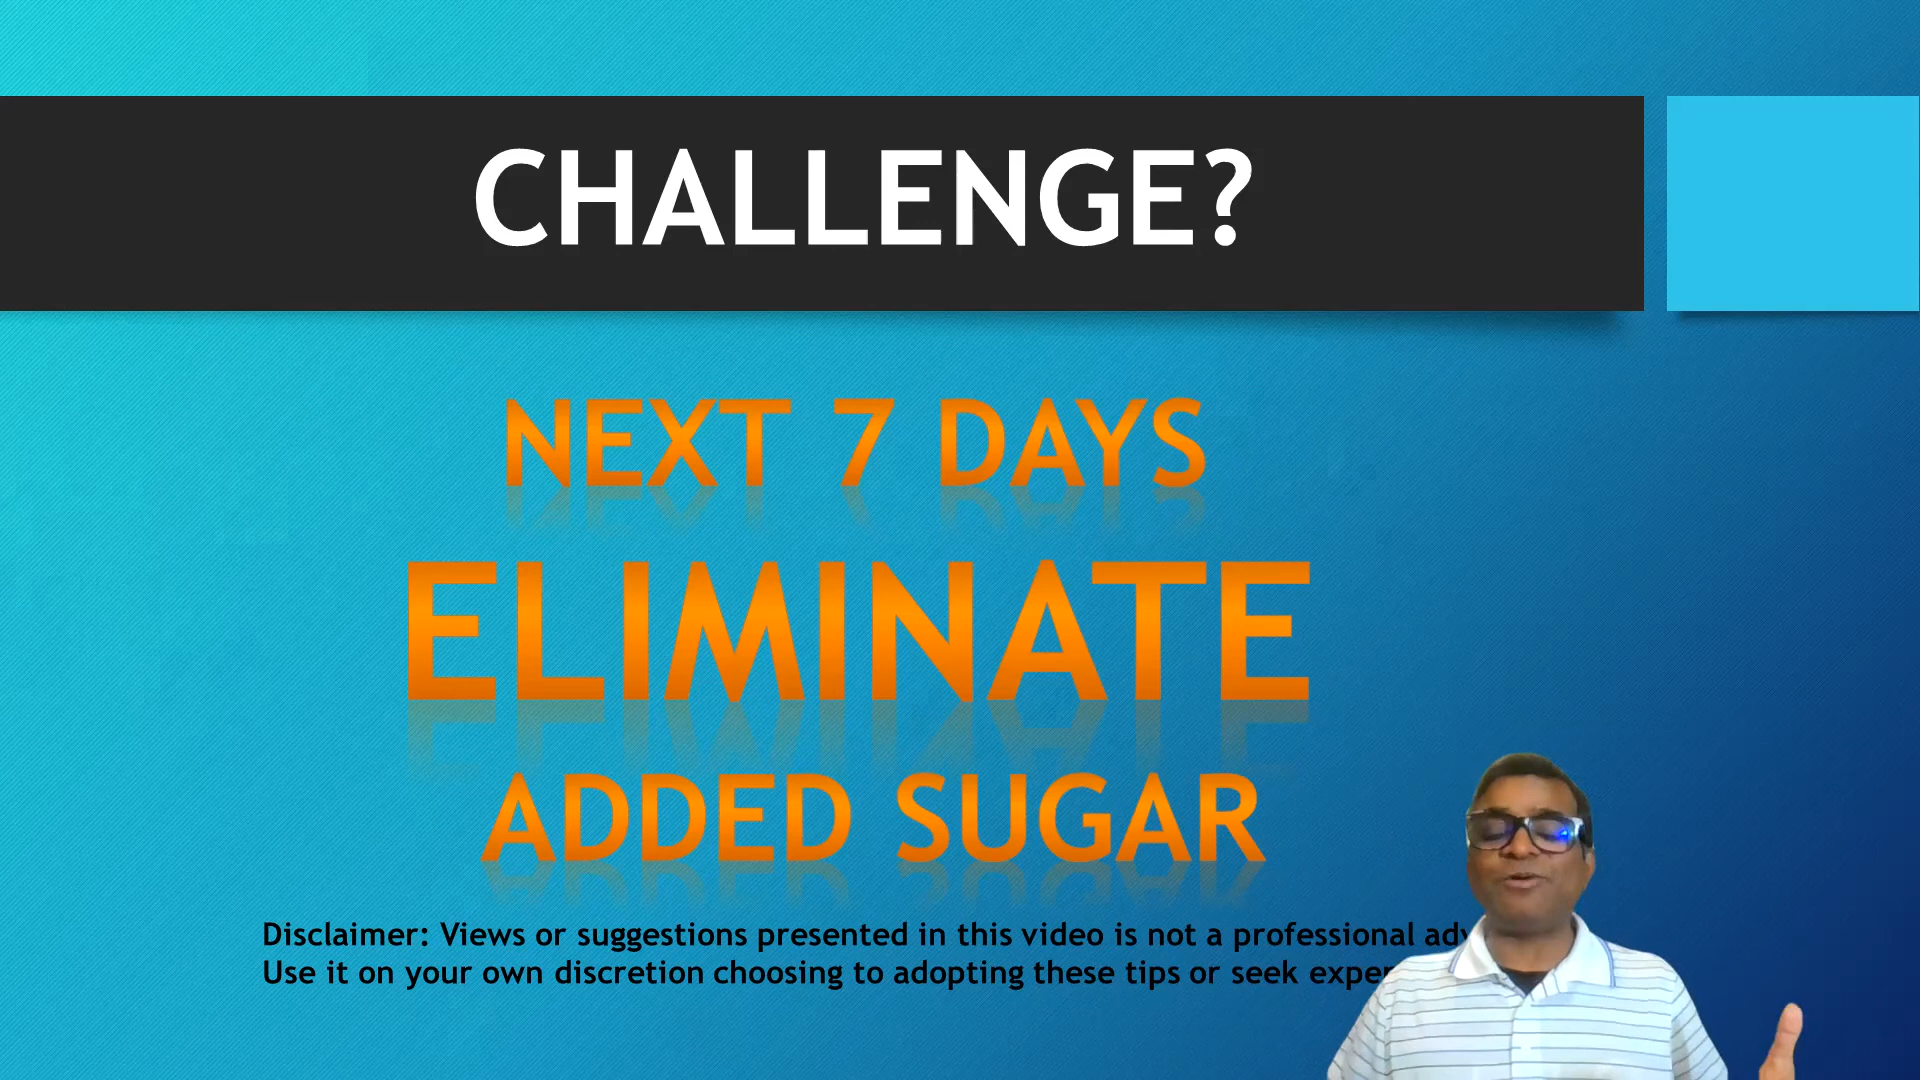 CHALLENGE?
NEXT 7 DAYS
ELIMINATE
ADDED SUGAR
Disclaimer: Views or suggestions presented in this video is not a professional
Use it on your own discretion choosing to adopting these tips or seek